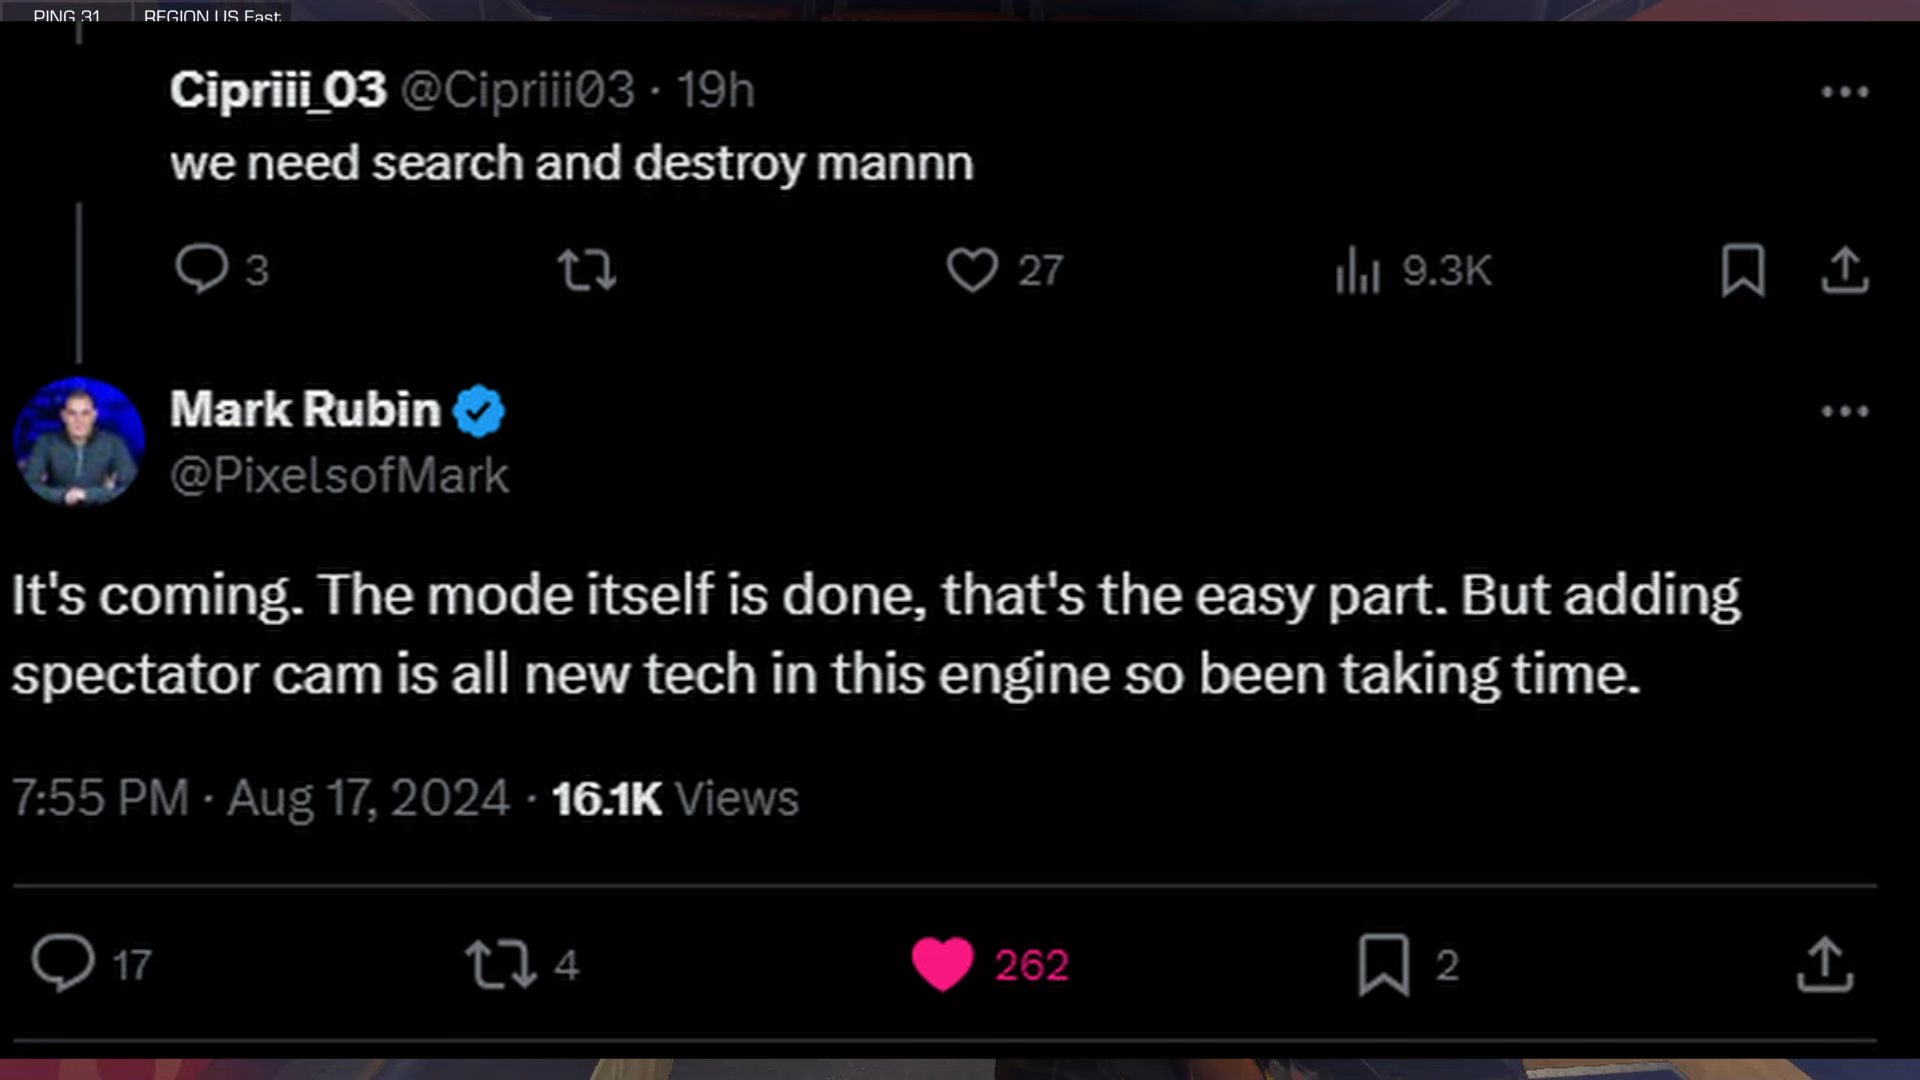 PING 31 REGION US East
Cipriii_03 @Cipriii03 · 19h
we need search and destroy mannn
3 27 9.3K
Mark Rubin
@PixelsofMark
It's coming. The mode itself is done, that's the easy part. But adding
spectator cam is all new tech in this engine so been taking time.
7:55 PM · Aug 17, 2024 · 16.1K Views
17 4 262 2